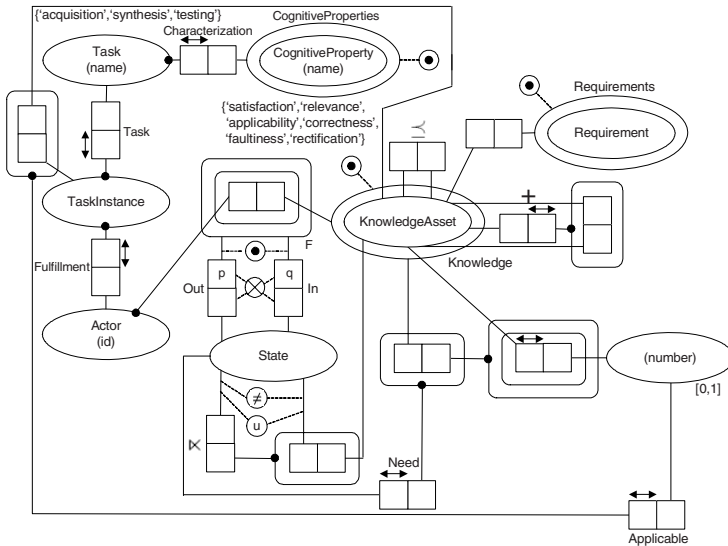 {'acquisition','synthesis','testing'}
CognitiveProperties
Characterization
Task
(name)
CognitiveProperty
(name)
Requirements
{'satisfaction','relevance',
'applicability','correctness',
'faultiness','rectification'}
Requirement
Task
≺
+
TaskInstance
KnowledgeAsset
F
Knowledge
Fulfillment
p
q
Out
In
Actor
(id)
State
(number)
[0,1]
≠
u
⋉
Need
Applicable